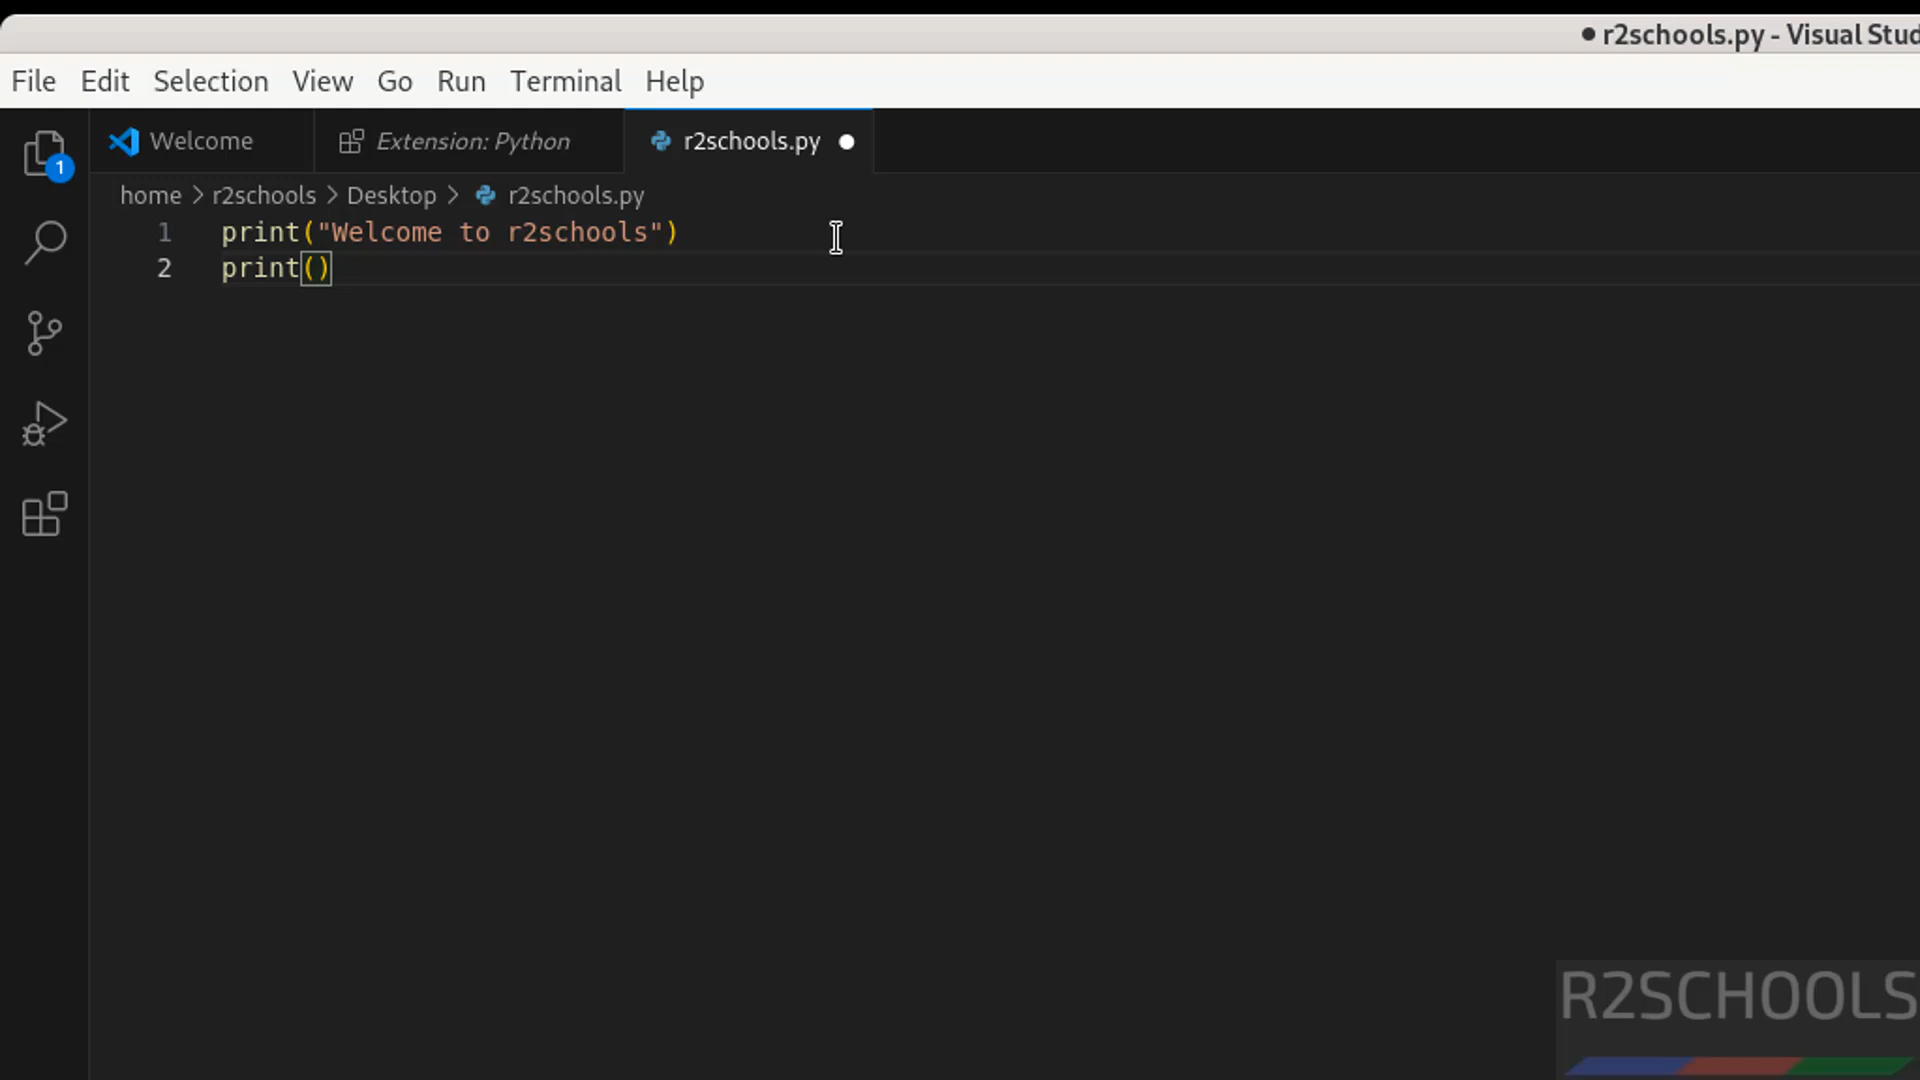 ● r2schools.py - Visual Stud
File Edit Selection View Go Run Terminal Help
1
Welcome
Extension: Python
r2schools.py ●
home > r2schools > Desktop > r2schools.py
1 print("Welcome to r2schools")
2 print()
R2SCHOOLS